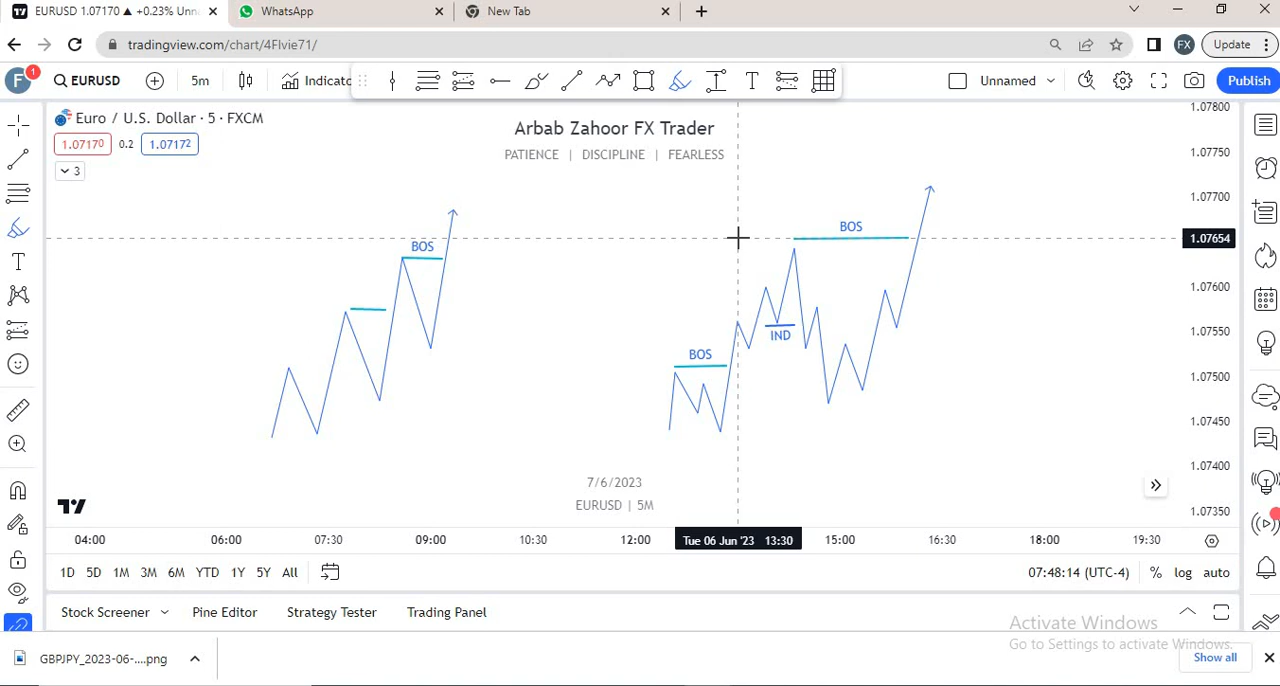 EURUSD 1.07170 ▲ +0.23% Unn
WhatsApp
New Tab
tradingview.com/chart/4FIvie71/
FX
Update
F
1
EURUSD
5m
Indicato
Unnamed
Publish
Euro / U.S. Dollar · 5 · FXCM
1.07170
0.2
1.07172
3
Arbab Zahoor FX Trader
PATIENCE | DISCIPLINE | FEARLESS
BOS
BOS
IND
BOS
7/6/2023
EURUSD | 5M
1.07800
1.07750
1.07700
1.07654
1.07600
1.07550
1.07500
1.07450
1.07400
1.07350
04:00
06:00
07:30
09:00
10:30
12:00
Tue 06 Jun '23 13:30
15:00
16:30
18:00
19:30
1D 5D 1M 3M 6M YTD 1Y 5Y All
07:48:14 (UTC-4)
% log auto
Stock Screener
Pine Editor
Strategy Tester
Trading Panel
Activate Windows
Go to Settings to activate Windows.
GBPJPY_2023-06-....png
Show all